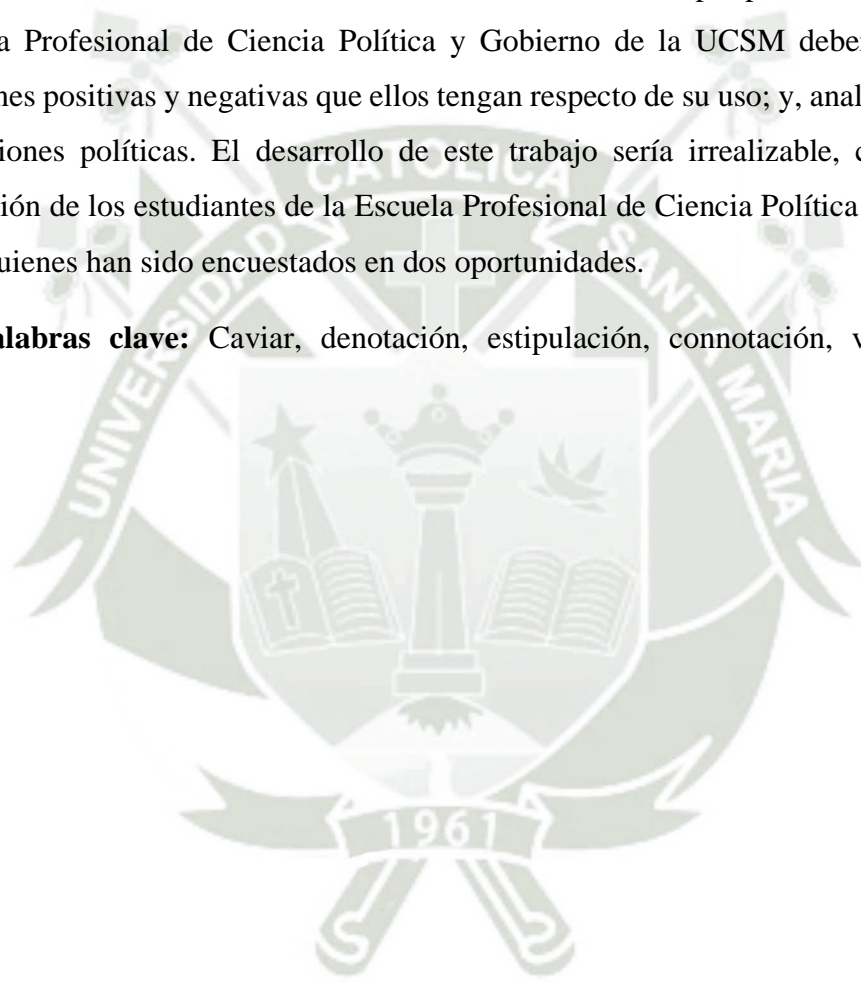 a Profesional de Ciencia Política y Gobierno de la UCSM deber
nes positivas y negativas que ellos tengan respecto de su uso; y, anal
iones políticas. El desarrollo de este trabajo sería irrealizable, c
ión de los estudiantes de la Escuela Profesional de Ciencia Política
uienes han sido encuestados en dos oportunidades.
alabras clave: Caviar, denotación, estipulación, connotación, v
UNIVERSIDAD CATOLICA SANTA MARIA
1961